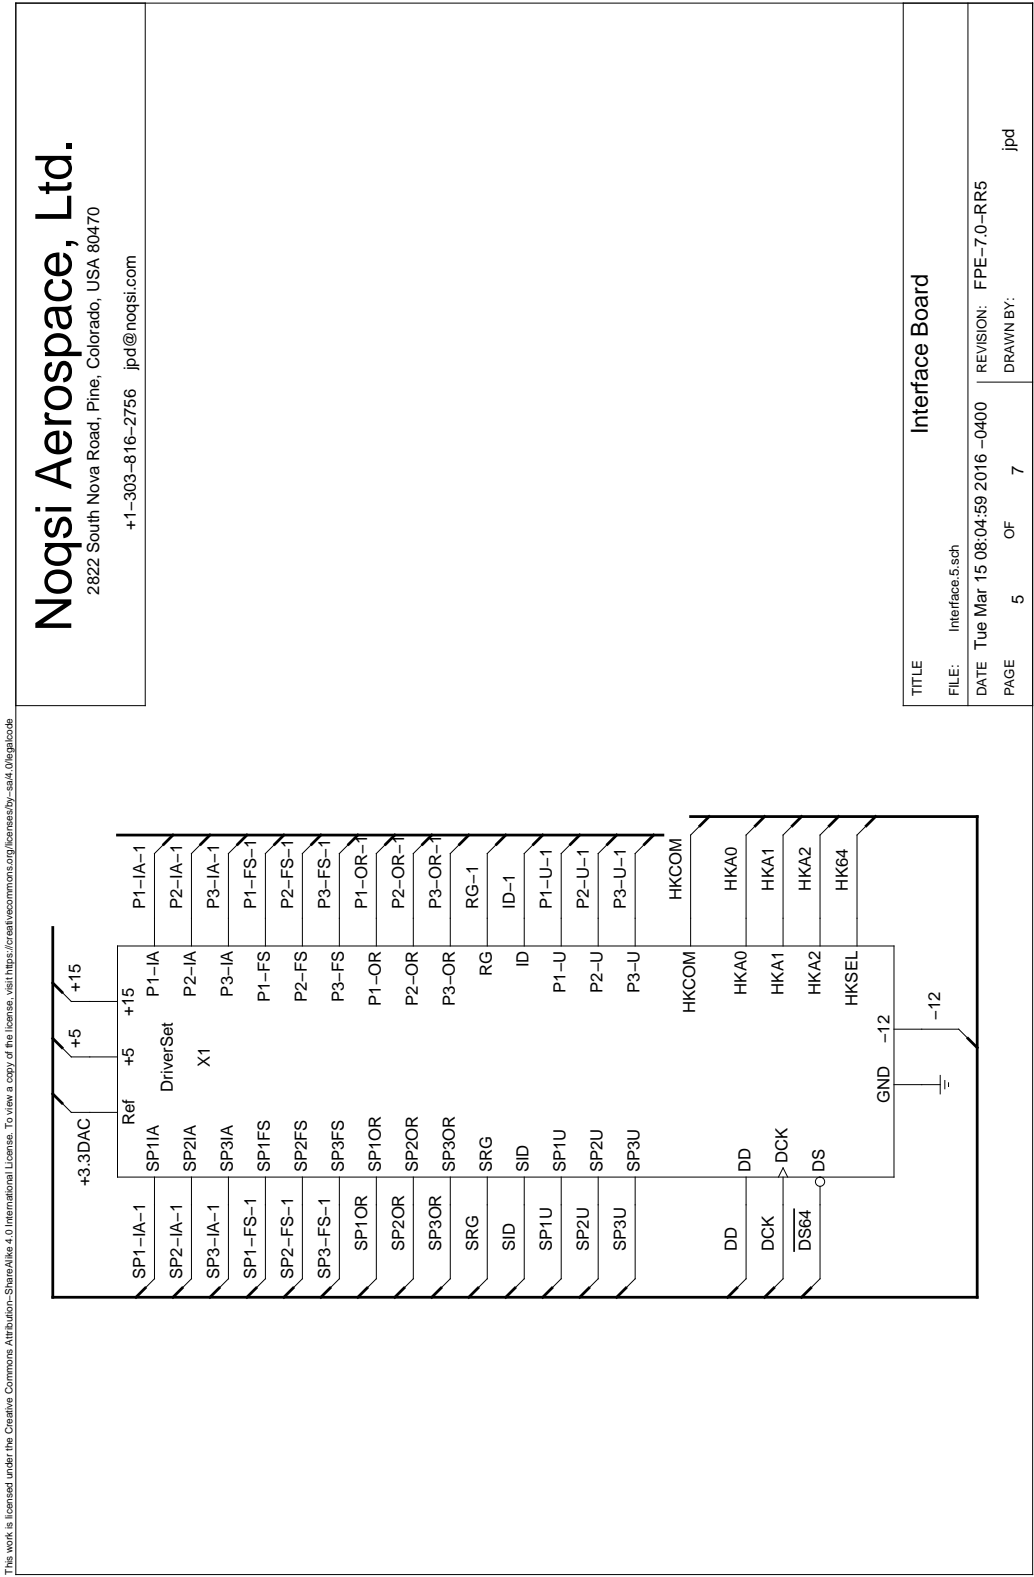 This work is licensed under the Creative Commons Attribution−ShareAlike 4.0 International License. To view a copy of the license, visit https://creativecommons.org/licenses/by−sa/4.0/legalcode
Noqsi Aerospace, Ltd.
2822 South Nova Road, Pine, Colorado, USA 80470
+1−303−816−2756 jpd@noqsi.com
+3.3DAC
+5
+15
Ref
+5
+15
DriverSet
X1
SP1−IA−1
SP1IA
P1−IA
P1−IA−1
SP2−IA−1
SP2IA
P2−IA
P2−IA−1
SP3−IA−1
SP3IA
P3−IA
P3−IA−1
SP1−FS−1
SP1FS
P1−FS
P1−FS−1
SP2−FS−1
SP2FS
P2−FS
P2−FS−1
SP3−FS−1
SP3FS
P3−FS
P3−FS−1
SP1OR
SP1OR
P1−OR
P1−OR−1
SP2OR
SP2OR
P2−OR
P2−OR−1
SP3OR
SP3OR
P3−OR
P3−OR−1
SRG
SRG
RG
RG−1
SID
SID
ID
ID−1
SP1U
SP1U
P1−U
P1−U−1
SP2U
SP2U
P2−U
P2−U−1
SP3U
SP3U
P3−U
P3−U−1
HKCOM
HKCOM
DD
DD
HKA0
HKA0
DCK
DCK
HKA1
HKA1
DS64
DS
HKA2
HKA2
HKSEL
HK64
GND
−12
−12
TITLE
Interface Board
FILE: Interface.5.sch
DATE Tue Mar 15 08:04:59 2016 −0400
REVISION: FPE−7.0−RR5
PAGE 5 OF 7
DRAWN BY: jpd